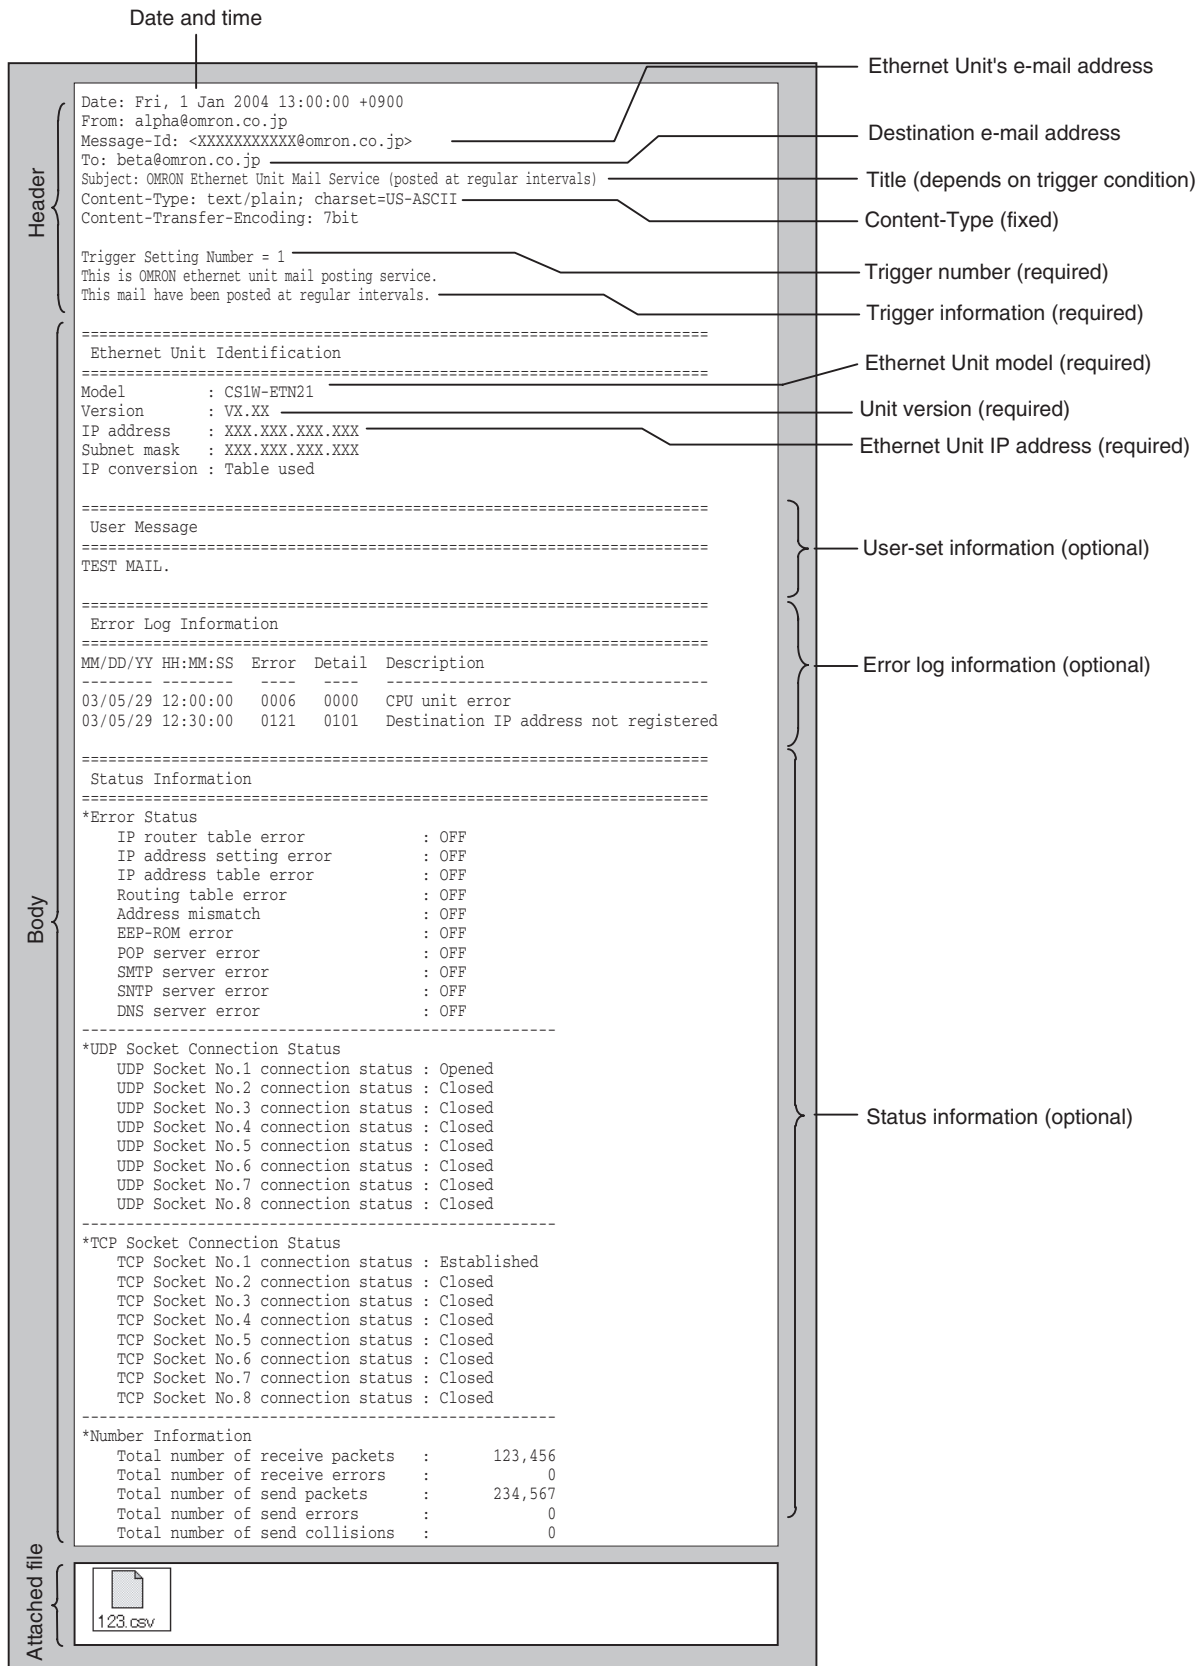 Date and time
Ethernet Unit's e-mail address
Destination e-mail address
Title (depends on trigger condition)
Content-Type (fixed)
Trigger number (required)
Trigger information (required)
Ethernet Unit model (required)
Unit version (required)
Ethernet Unit IP address (required)
User-set information (optional)
Error log information (optional)
Status information (optional)
Header
Date: Fri, 1 Jan 2004 13:00:00 +0900
From: alpha@omron.co.jp
Message-Id: <XXXXXXXXXXX@omron.co.jp>
To: beta@omron.co.jp
Subject: OMRON Ethernet Unit Mail Service (posted at regular intervals)
Content-Type: text/plain; charset=US-ASCII
Content-Transfer-Encoding: 7bit
Trigger Setting Number = 1
This is OMRON ethernet unit mail posting service.
This mail have been posted at regular intervals.
Body
======================================================================
Ethernet Unit Identification
======================================================================
Model : CS1W-ETN21
Version : VX.XX
IP address : XXX.XXX.XXX.XXX
Subnet mask : XXX.XXX.XXX.XXX
IP conversion : Table used
======================================================================
User Message
======================================================================
TEST MAIL.
======================================================================
Error Log Information
======================================================================
MM/DD/YY HH:MM:SS Error Detail Description
-------- -------- ---- ---- ------------------------------------
03/05/29 12:00:00 0006 0000 CPU unit error
03/05/29 12:30:00 0121 0101 Destination IP address not registered
======================================================================
Status Information
======================================================================
*Error Status
IP router table error : OFF
IP address setting error : OFF
IP address table error : OFF
Routing table error : OFF
Address mismatch : OFF
EEP-ROM error : OFF
POP server error : OFF
SMTP server error : OFF
SNTP server error : OFF
DNS server error : OFF
-----------------------------------------------------
*UDP Socket Connection Status
UDP Socket No.1 connection status : Opened
UDP Socket No.2 connection status : Closed
UDP Socket No.3 connection status : Closed
UDP Socket No.4 connection status : Closed
UDP Socket No.5 connection status : Closed
UDP Socket No.6 connection status : Closed
UDP Socket No.7 connection status : Closed
UDP Socket No.8 connection status : Closed
-----------------------------------------------------
*TCP Socket Connection Status
TCP Socket No.1 connection status : Established
TCP Socket No.2 connection status : Closed
TCP Socket No.3 connection status : Closed
TCP Socket No.4 connection status : Closed
TCP Socket No.5 connection status : Closed
TCP Socket No.6 connection status : Closed
TCP Socket No.7 connection status : Closed
TCP Socket No.8 connection status : Closed
-----------------------------------------------------
*Number Information
Total number of receive packets : 123,456
Total number of receive errors : 0
Total number of send packets : 234,567
Total number of send errors : 0
Total number of send collisions : 0
Attached file
123.csv